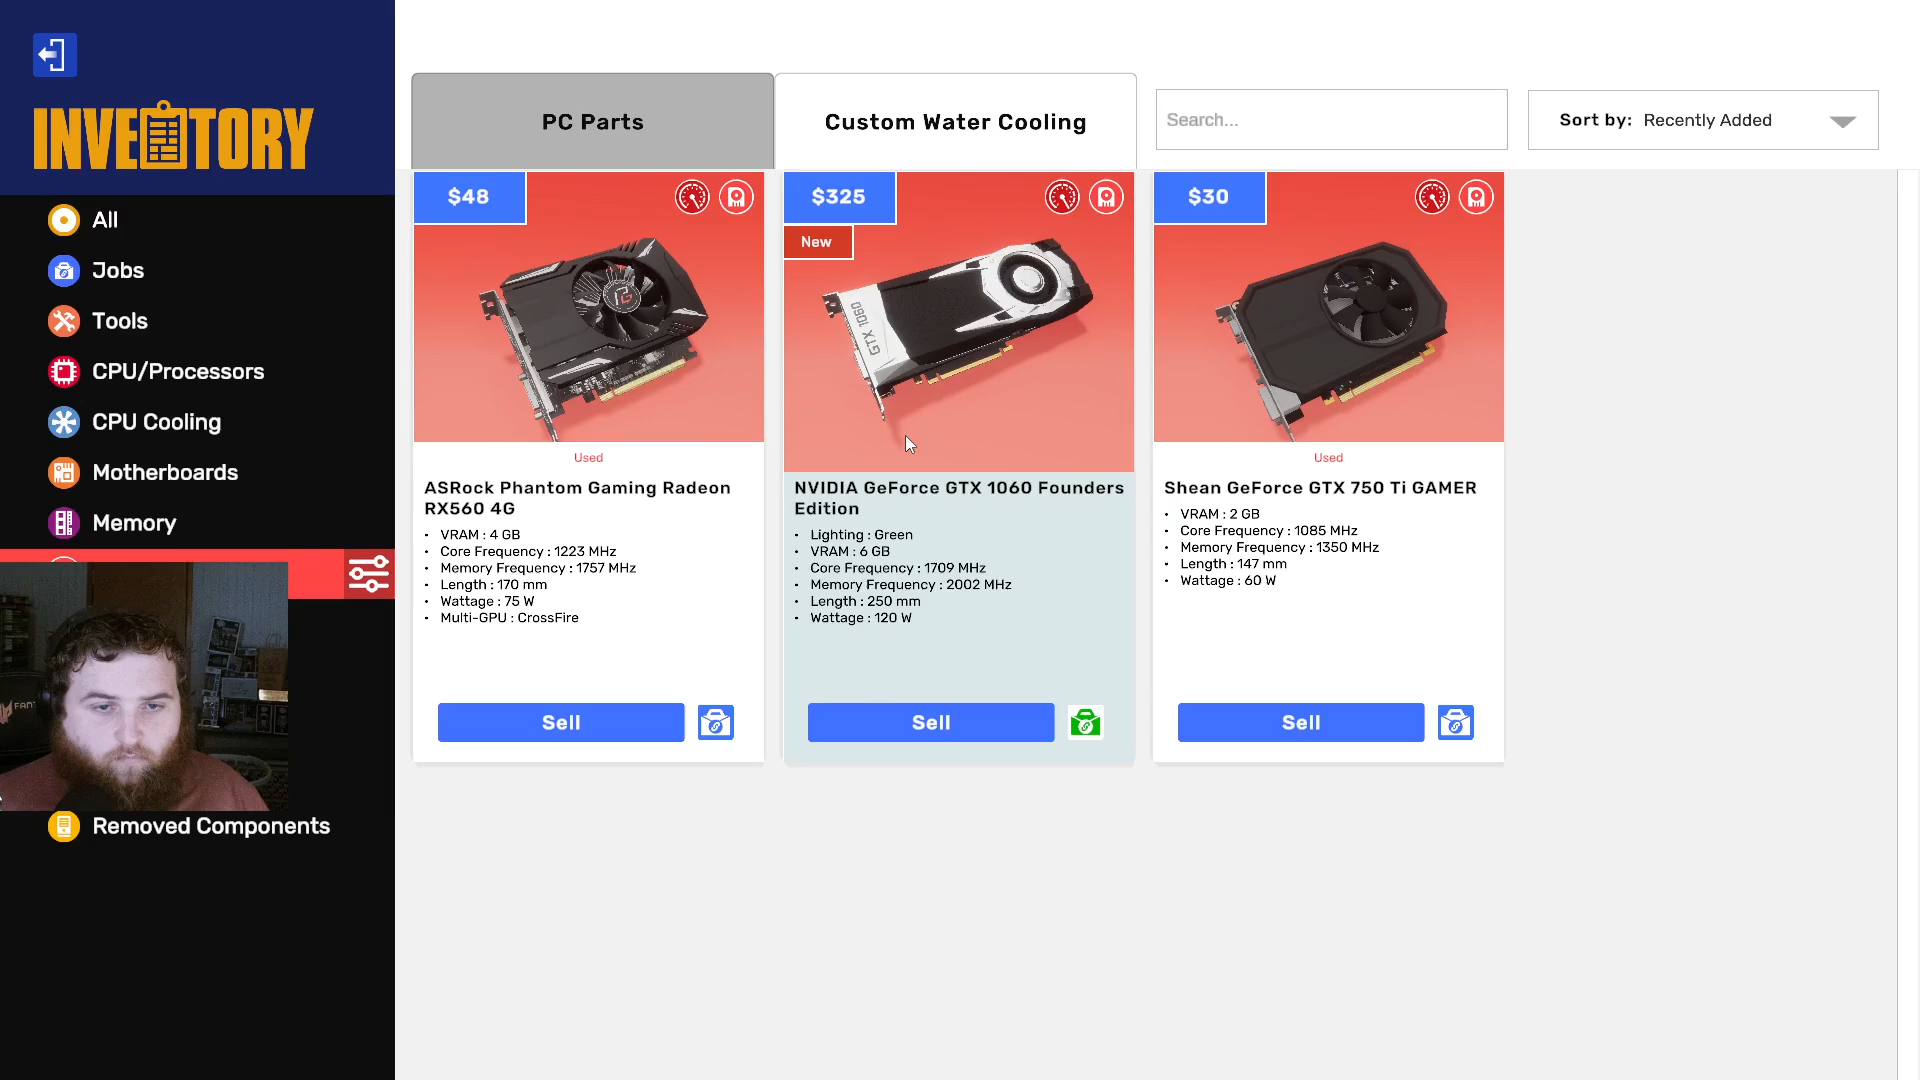 INVENTORY
All
Jobs
Tools
CPU/Processors
CPU Cooling
Motherboards
Memory
Removed Components
PC Parts
Custom Water Cooling
Search...
Sort by: Recently Added
$48
Used
ASRock Phantom Gaming Radeon
RX560 4G
• VRAM : 4 GB
• Core Frequency : 1223 MHz
• Memory Frequency : 1757 MHz
• Length : 170 mm
• Wattage : 75 W
• Multi-GPU : CrossFire
Sell
$325
New
GTX 1060
NVIDIA GeForce GTX 1060 Founders
Edition
• Lighting : Green
• VRAM : 6 GB
• Core Frequency : 1709 MHz
• Memory Frequency : 2002 MHz
• Length : 250 mm
• Wattage : 120 W
Sell
$30
Used
Shean GeForce GTX 750 Ti GAMER
• VRAM : 2 GB
• Core Frequency : 1085 MHz
• Memory Frequency : 1350 MHz
• Length : 147 mm
• Wattage : 60 W
Sell